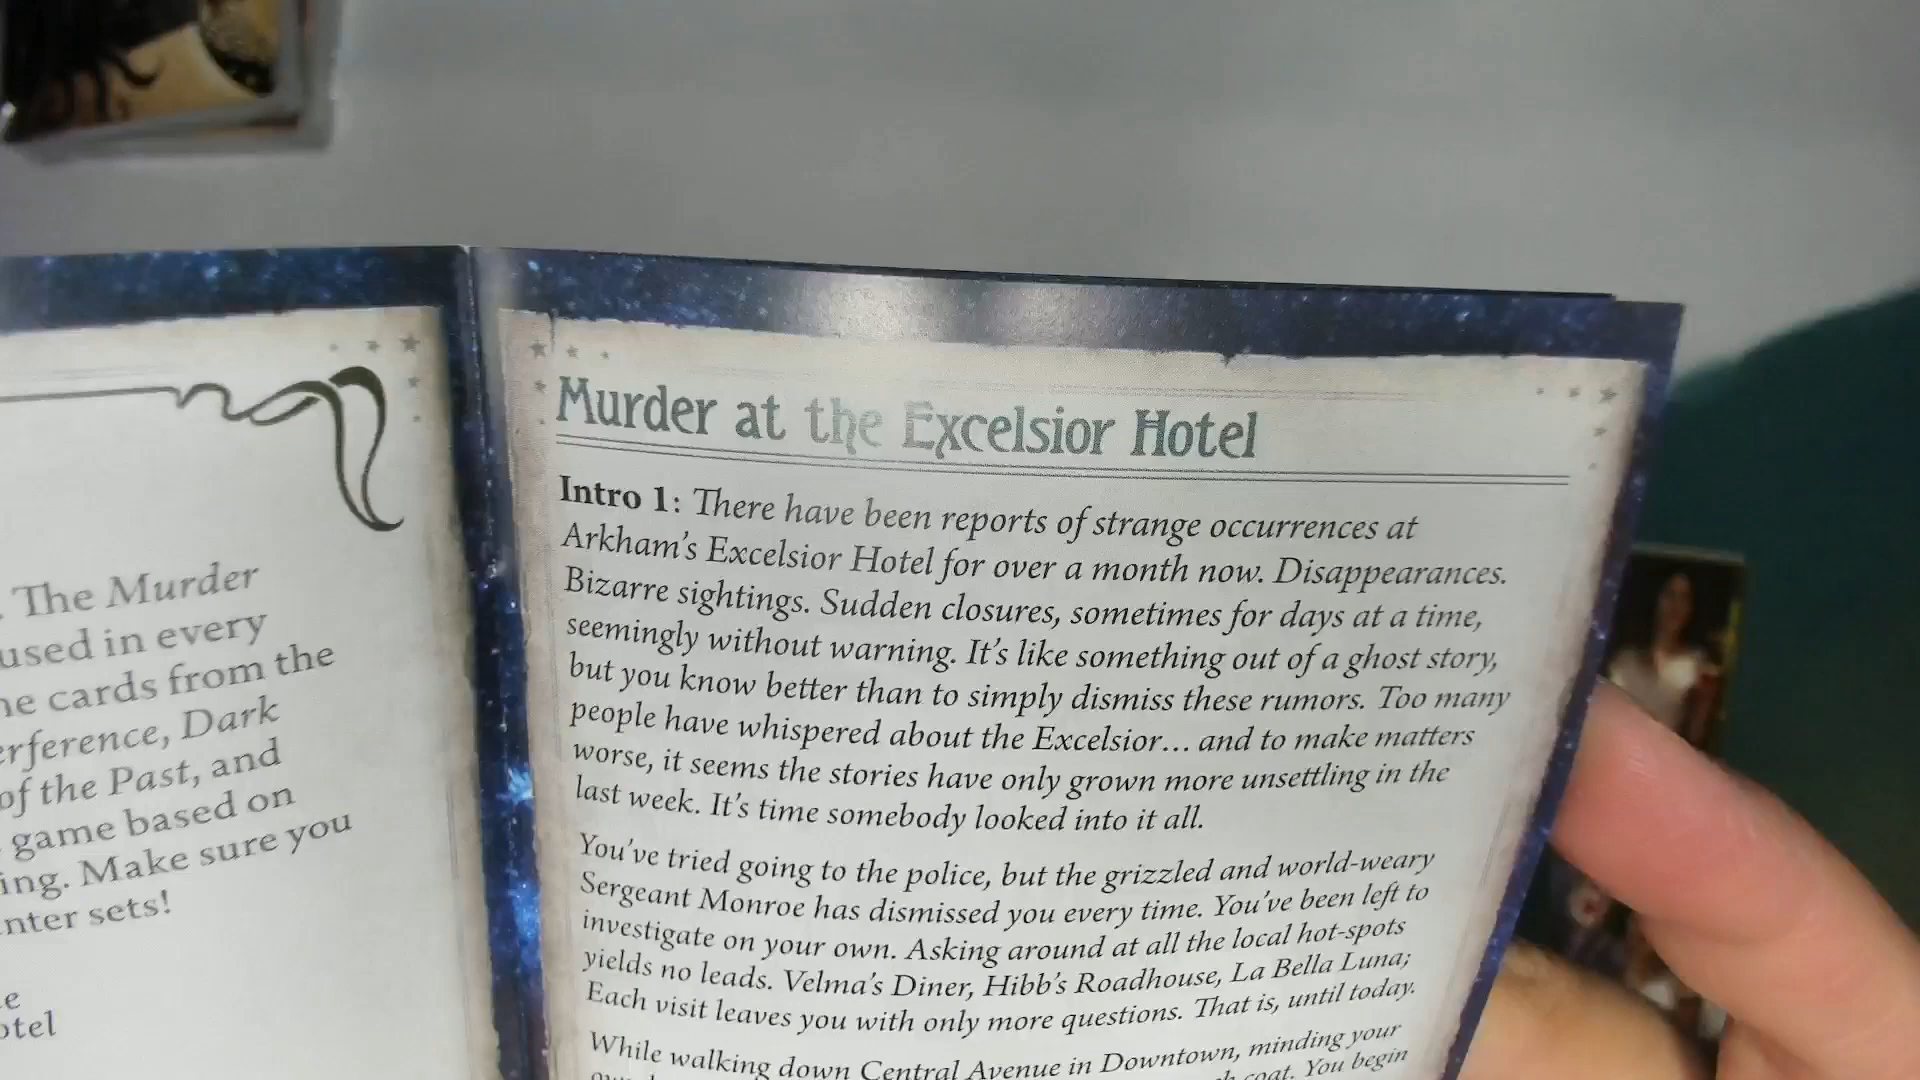 . The Murder
used in every
cards from the
Dark
of the Past, and
game based on
Make sure you
sets!
Murder at the Excelsior Hotel
Intro 1: There have been reports of strange occurrences at
Arkham's Excelsior Hotel for over a month now. Disappearances.
Bizarre sightings. Sudden closures, sometimes for days at a time,
seemingly without warning. It's like something out of a ghost story,
but you know better than to simply dismiss these rumors. Too many
people have whispered about the Excelsior... and to make matters
worse, it seems the stories have only grown more unsettling in the
last week. It's time somebody looked into it all.
You've tried going to the police, but the grizzled and world-weary
Sergeant Monroe has dismissed you every time. You've been left to
investigate on your own. Asking around at all the local hot-spots
yields no leads. Velma's Diner, Hibb's Roadhouse, La Bella Luna;
Each visit leaves you with only more questions. That is, until today.
While walking down Central Avenue in Downtown, minding your
coat. You begin